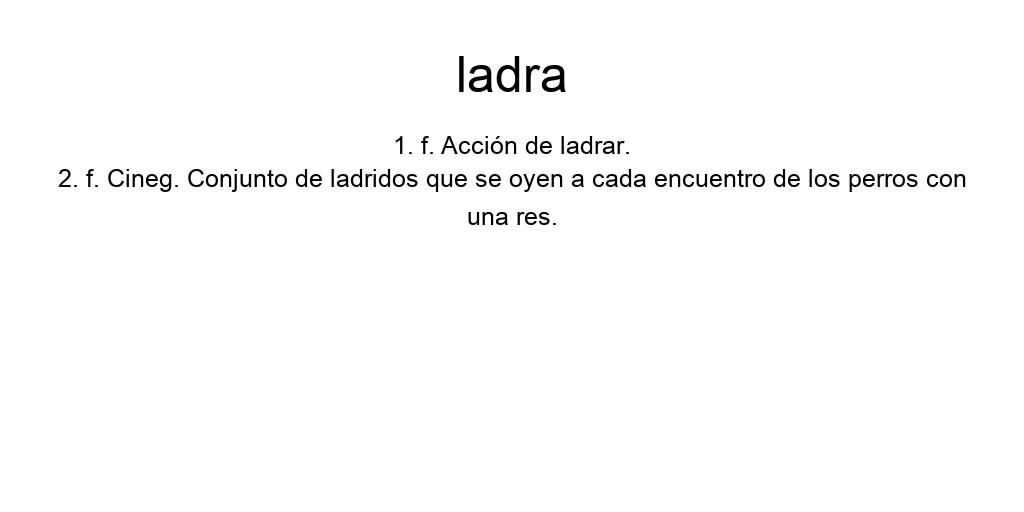 ladra
1. f. Acción de ladrar.
2. f. Cineg. Conjunto de ladridos que se oyen a cada encuentro de los perros con
una res.